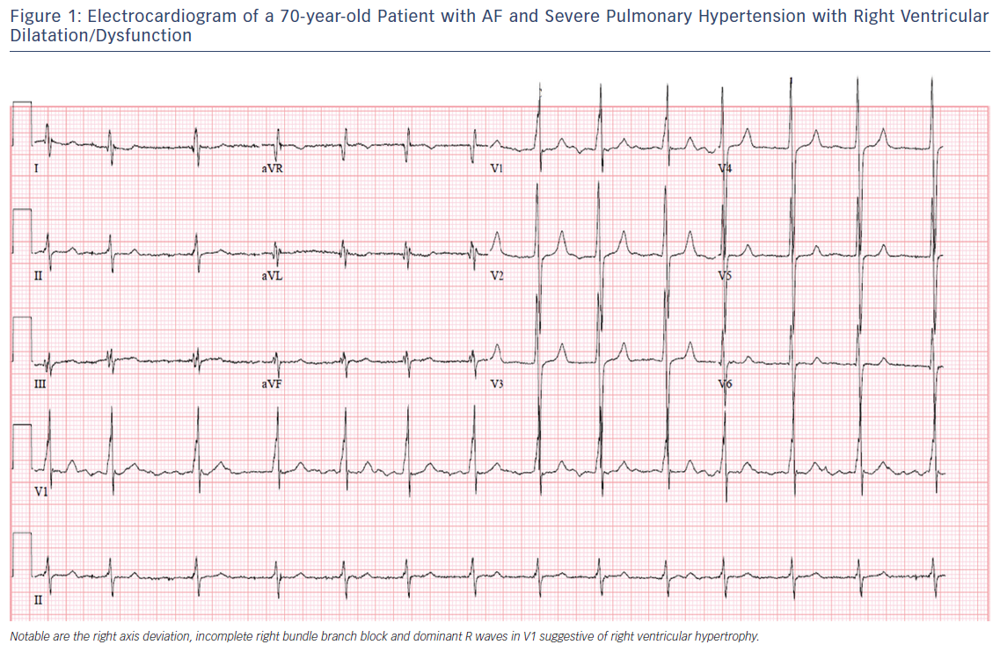 Figure 1: Electrocardiogram of a 70-year-old Patient with AF and Severe Pulmonary Hypertension with Right Ventricular
Dilatation/Dysfunction
I aVR V1 V4
II aVL V2 V5
III aVF V3 V6
V1
II
Notable are the right axis deviation, incomplete right bundle branch block and dominant R waves in V1 suggestive of right ventricular hypertrophy.